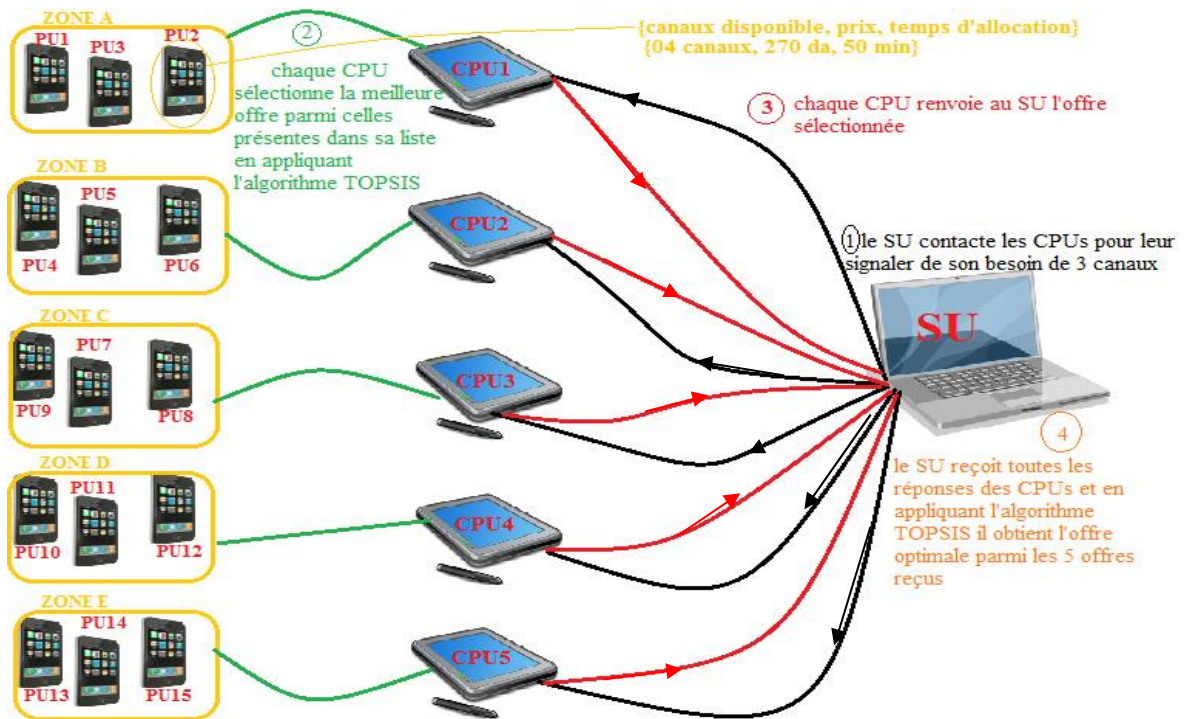 ZONE A
PU1
PU3
PU2
2
chaque CPU
sélectionne la meilleure
offre parmi celles
présentes dans sa liste
en appliquant
l'algorithme TOPSIS
CPU1
{canaux disponible, prix, temps d'allocation}
{04 canaux, 270 da, 50 min}
3 chaque CPU renvoie au SU l'offre
sélectionnée
ZONE B
PU5
PU4
PU6
CPU2
1 le SU contacte les CPUs pour leur
signaler de son besoin de 3 canaux
SU
ZONE C
PU7
PU9
PU8
CPU3
4
le SU reçoit toutes les
réponses des CPUs et en
appliquant l'algorithme
TOPSIS il obtient l'offre
optimale parmi les 5 offres
reçus
ZONE D
PU11
PU10
PU12
CPU4
ZONE E
PU14
PU13
PU15
CPU5